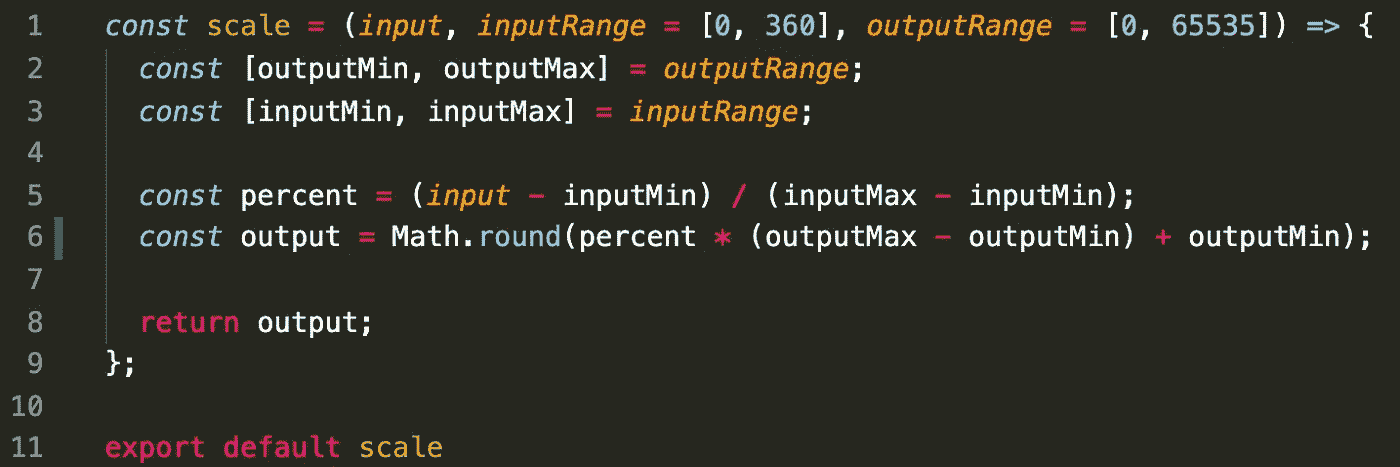 1 const scale = (input, inputRange = [0, 360], outputRange = [0, 65535]) => {
2 const [outputMin, outputMax] = outputRange;
3 const [inputMin, inputMax] = inputRange;
4
5 const percent = (input - inputMin) / (inputMax - inputMin);
6 const output = Math.round(percent * (outputMax - outputMin) + outputMin);
7
8 return output;
9 };
10
11 export default scale